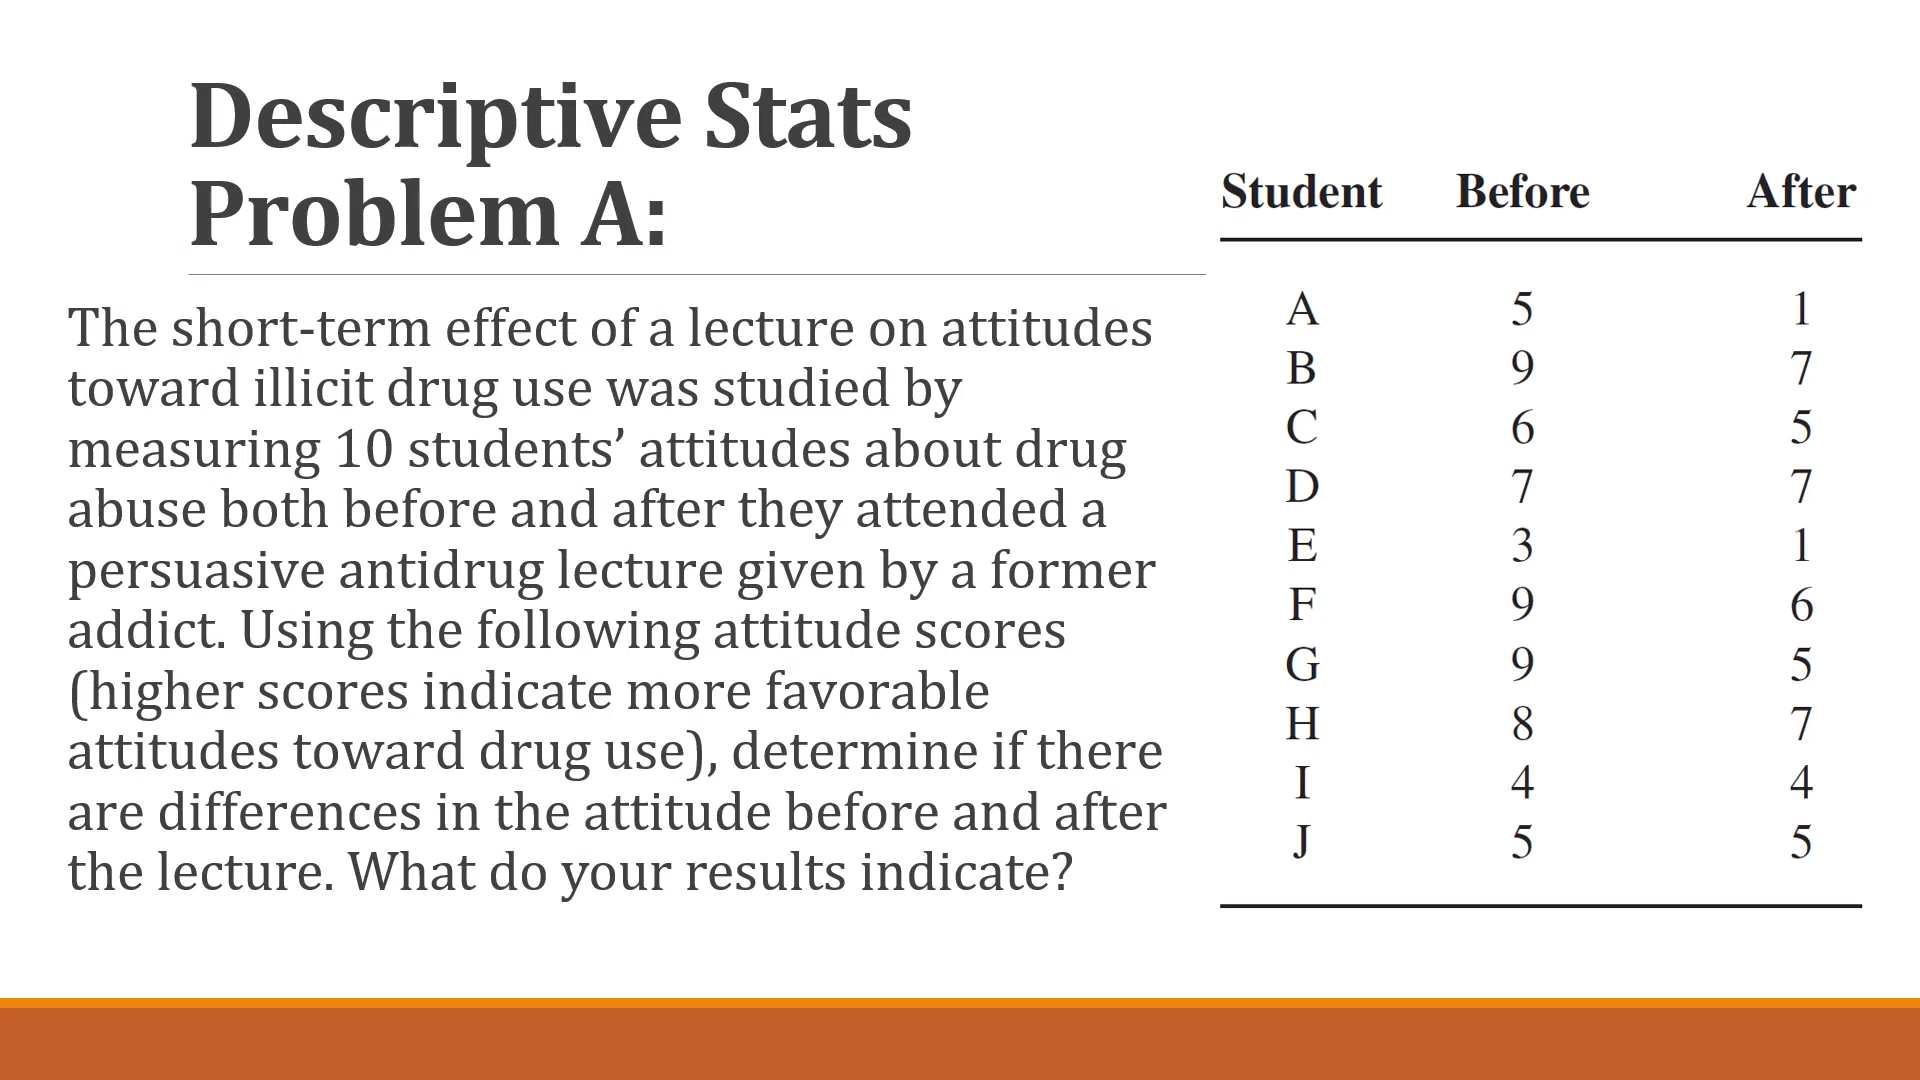 Descriptive Stats
Problem A:
The short-term effect of a lecture on attitudes
toward illicit drug use was studied by
measuring 10 students’ attitudes about drug
abuse both before and after they attended a
persuasive antidrug lecture given by a former
addict. Using the following attitude scores
(higher scores indicate more favorable
attitudes toward drug use), determine if there
are differences in the attitude before and after
the lecture. What do your results indicate?
Student Before After
A 5 1
B 9 7
C 6 5
D 7 7
E 3 1
F 9 6
G 9 5
H 8 7
I 4 4
J 5 5